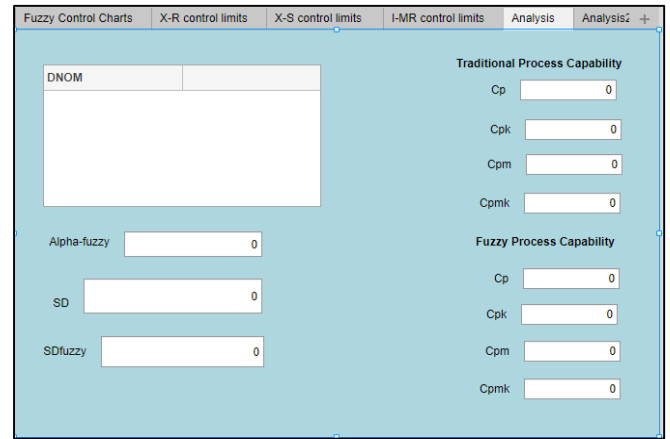 Fuzzy Control Charts X-R control limits X-S control limits I-MR control limits Analysis Analysis2 +
DNOM
Alpha-fuzzy 0
SD 0
SDfuzzy 0
Traditional Process Capability
Cp 0
Cpk 0
Cpm 0
Cpmk 0
Fuzzy Process Capability
Cp 0
Cpk 0
Cpm 0
Cpmk 0